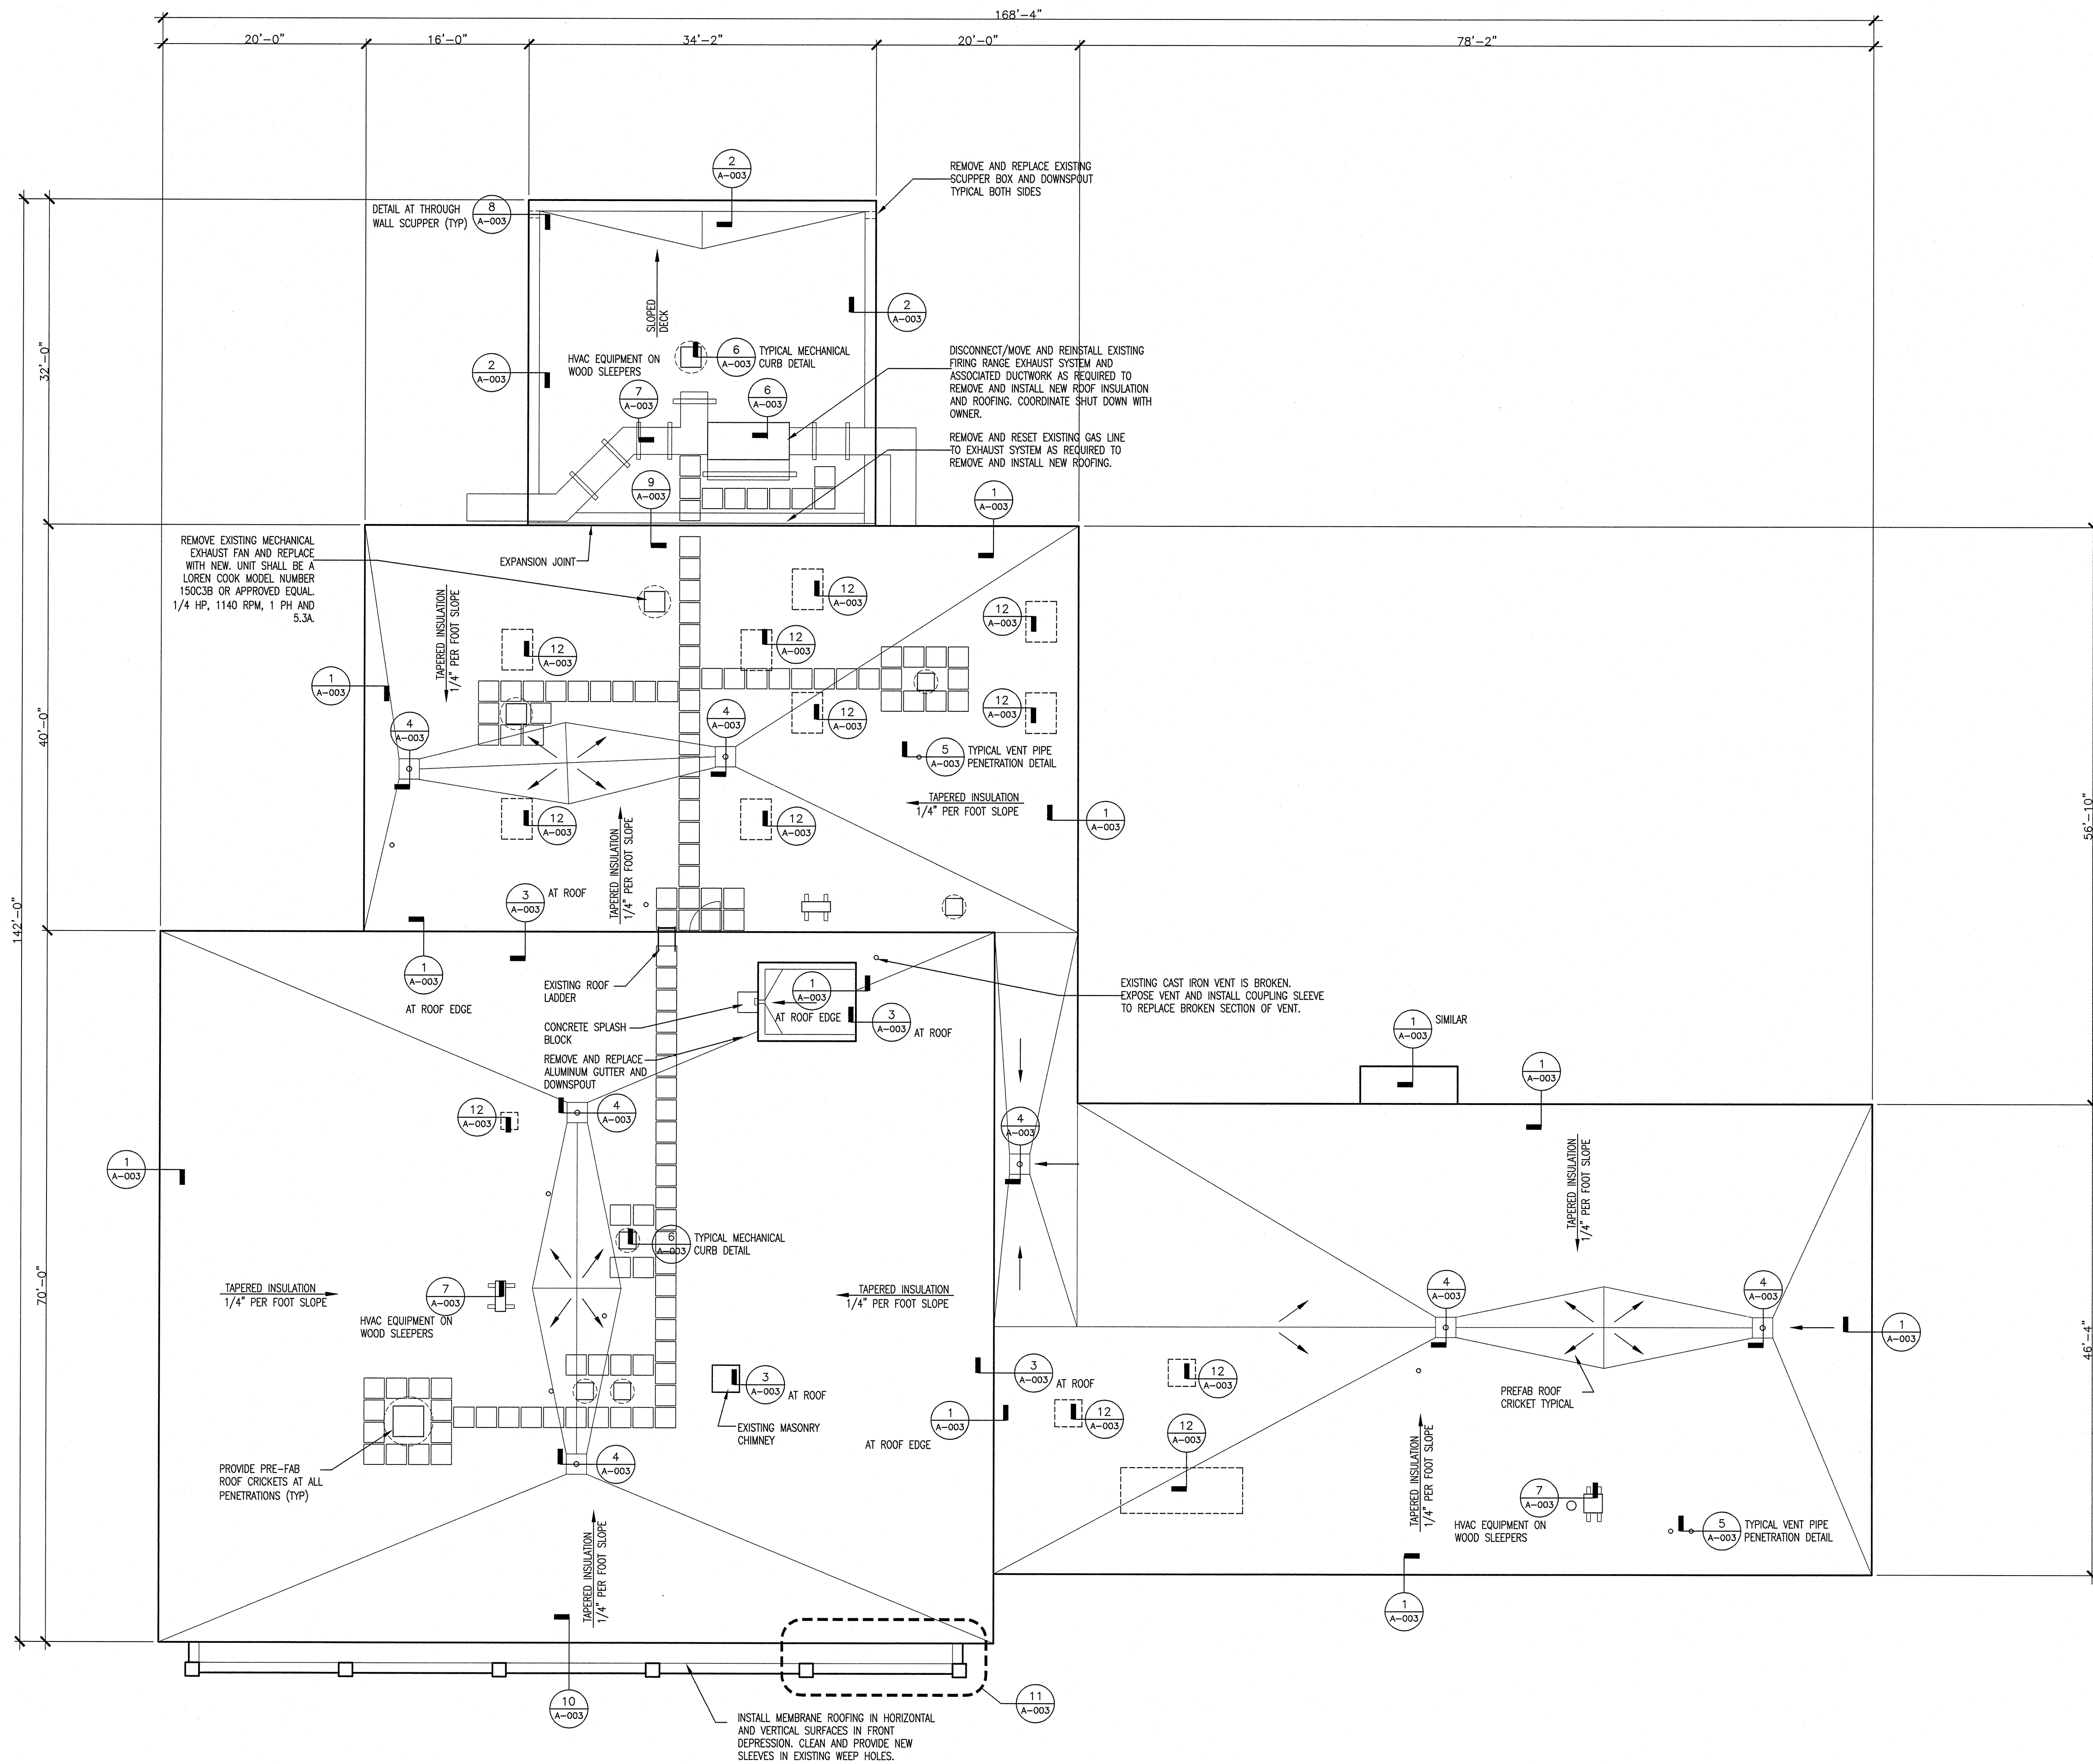 168'-4"
20'-0"
16'-0"
34'-2"
20'-0"
78'-2"
2
A-003
REMOVE AND REPLACE EXISTING
SCUPPER BOX AND DOWNSPOUT
TYPICAL BOTH SIDES
DETAIL AT THROUGH
WALL SCUPPER (TYP)
8
A-003
SLOPED
DECK
2
A-003
32'-0"
2
A-003
HVAC EQUIPMENT ON
WOOD SLEEPERS
6
A-003
TYPICAL MECHANICAL
CURB DETAIL
DISCONNECT/MOVE AND REINSTALL EXISTING
FIRING RANGE EXHAUST SYSTEM AND
ASSOCIATED DUCTWORK AS REQUIRED TO
REMOVE AND INSTALL NEW ROOF INSULATION
AND ROOFING. COORDINATE SHUT DOWN WITH
OWNER.
7
A-003
6
A-003
REMOVE AND RESET EXISTING GAS LINE
TO EXHAUST SYSTEM AS REQUIRED TO
REMOVE AND INSTALL NEW ROOFING.
9
A-003
1
A-003
REMOVE EXISTING MECHANICAL
EXHAUST FAN AND REPLACE
WITH NEW. UNIT SHALL BE A
LOREN COOK MODEL NUMBER
150C3B OR APPROVED EQUAL.
1/4 HP, 1140 RPM, 1 PH AND
5.3A.
EXPANSION JOINT
TAPERED INSULATION
1/4" PER FOOT SLOPE
12
A-003
12
A-003
12
A-003
12
A-003
1
A-003
40'-0"
4
A-003
4
A-003
12
A-003
12
A-003
5
A-003
TYPICAL VENT PIPE
PENETRATION DETAIL
TAPERED INSULATION
1/4" PER FOOT SLOPE
1
A-003
56'-10"
12
A-003
12
A-003
TAPERED INSULATION
1/4" PER FOOT SLOPE
3
A-003
AT ROOF
142'-0"
1
A-003
AT ROOF EDGE
EXISTING ROOF
LADDER
1
A-003
AT ROOF EDGE
3
A-003
AT ROOF
EXISTING CAST IRON VENT IS BROKEN.
EXPOSE VENT AND INSTALL COUPLING SLEEVE
TO REPLACE BROKEN SECTION OF VENT.
CONCRETE SPLASH
BLOCK
REMOVE AND REPLACE
ALUMINUM GUTTER AND
DOWNSPOUT
1
A-003
SIMILAR
1
A-003
12
A-003
4
A-003
4
A-003
1
A-003
TAPERED INSULATION
1/4" PER FOOT SLOPE
6
A-003
TYPICAL MECHANICAL
CURB DETAIL
70'-0"
TAPERED INSULATION
1/4" PER FOOT SLOPE
7
A-003
HVAC EQUIPMENT ON
WOOD SLEEPERS
TAPERED INSULATION
1/4" PER FOOT SLOPE
4
A-003
4
A-003
1
A-003
46'-4"
3
A-003
AT ROOF
EXISTING MASONRY
CHIMNEY
3
A-003
AT ROOF
1
A-003
AT ROOF EDGE
12
A-003
12
A-003
12
A-003
PREFAB ROOF
CRICKET TYPICAL
PROVIDE PRE-FAB
ROOF CRICKETS AT ALL
PENETRATIONS (TYP)
4
A-003
TAPERED INSULATION
1/4" PER FOOT SLOPE
7
A-003
HVAC EQUIPMENT ON
WOOD SLEEPERS
5
A-003
TYPICAL VENT PIPE
PENETRATION DETAIL
TAPERED INSULATION
1/4" PER FOOT SLOPE
1
A-003
10
A-003
11
A-003
INSTALL MEMBRANE ROOFING IN HORIZONTAL
AND VERTICAL SURFACES IN FRONT
DEPRESSION. CLEAN AND PROVIDE NEW
SLEEVES IN EXISTING WEEP HOLES.